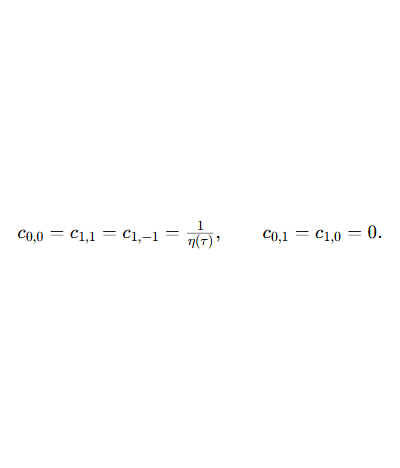 $c_{0,0} = c_{1,1} = c_{1,-1} = \frac{1}{\eta(\tau)}, \qquad c_{0,1} = c_{1,0} = 0.$